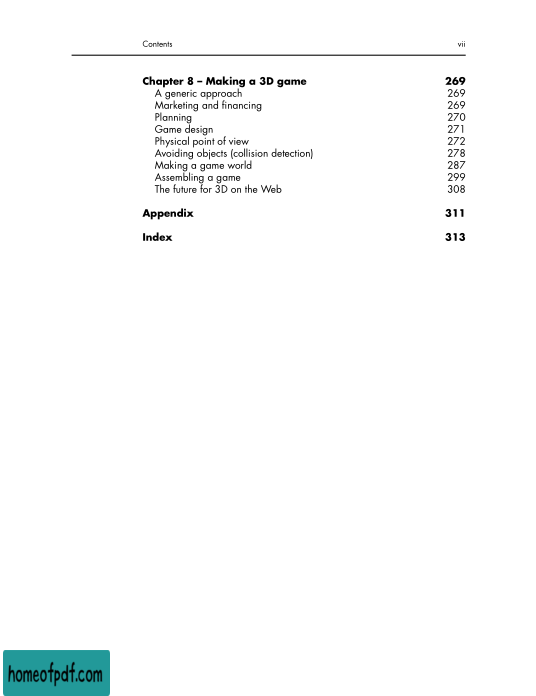 Contents vii
Chapter 8 – Making a 3D game 269
A generic approach 269
Marketing and financing 269
Planning 270
Game design 271
Physical point of view 272
Avoiding objects (collision detection) 278
Making a game world 287
Assembling a game 299
The future for 3D on the Web 308
Appendix 311
Index 313
homeofpdf.com